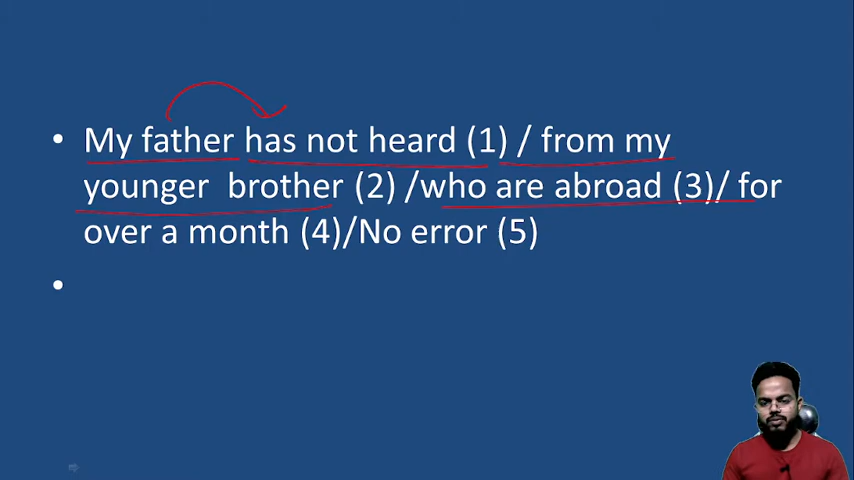 • My father has not heard (1) / from my
younger brother (2) /who are abroad (3)/ for
over a month (4)/No error (5)
•